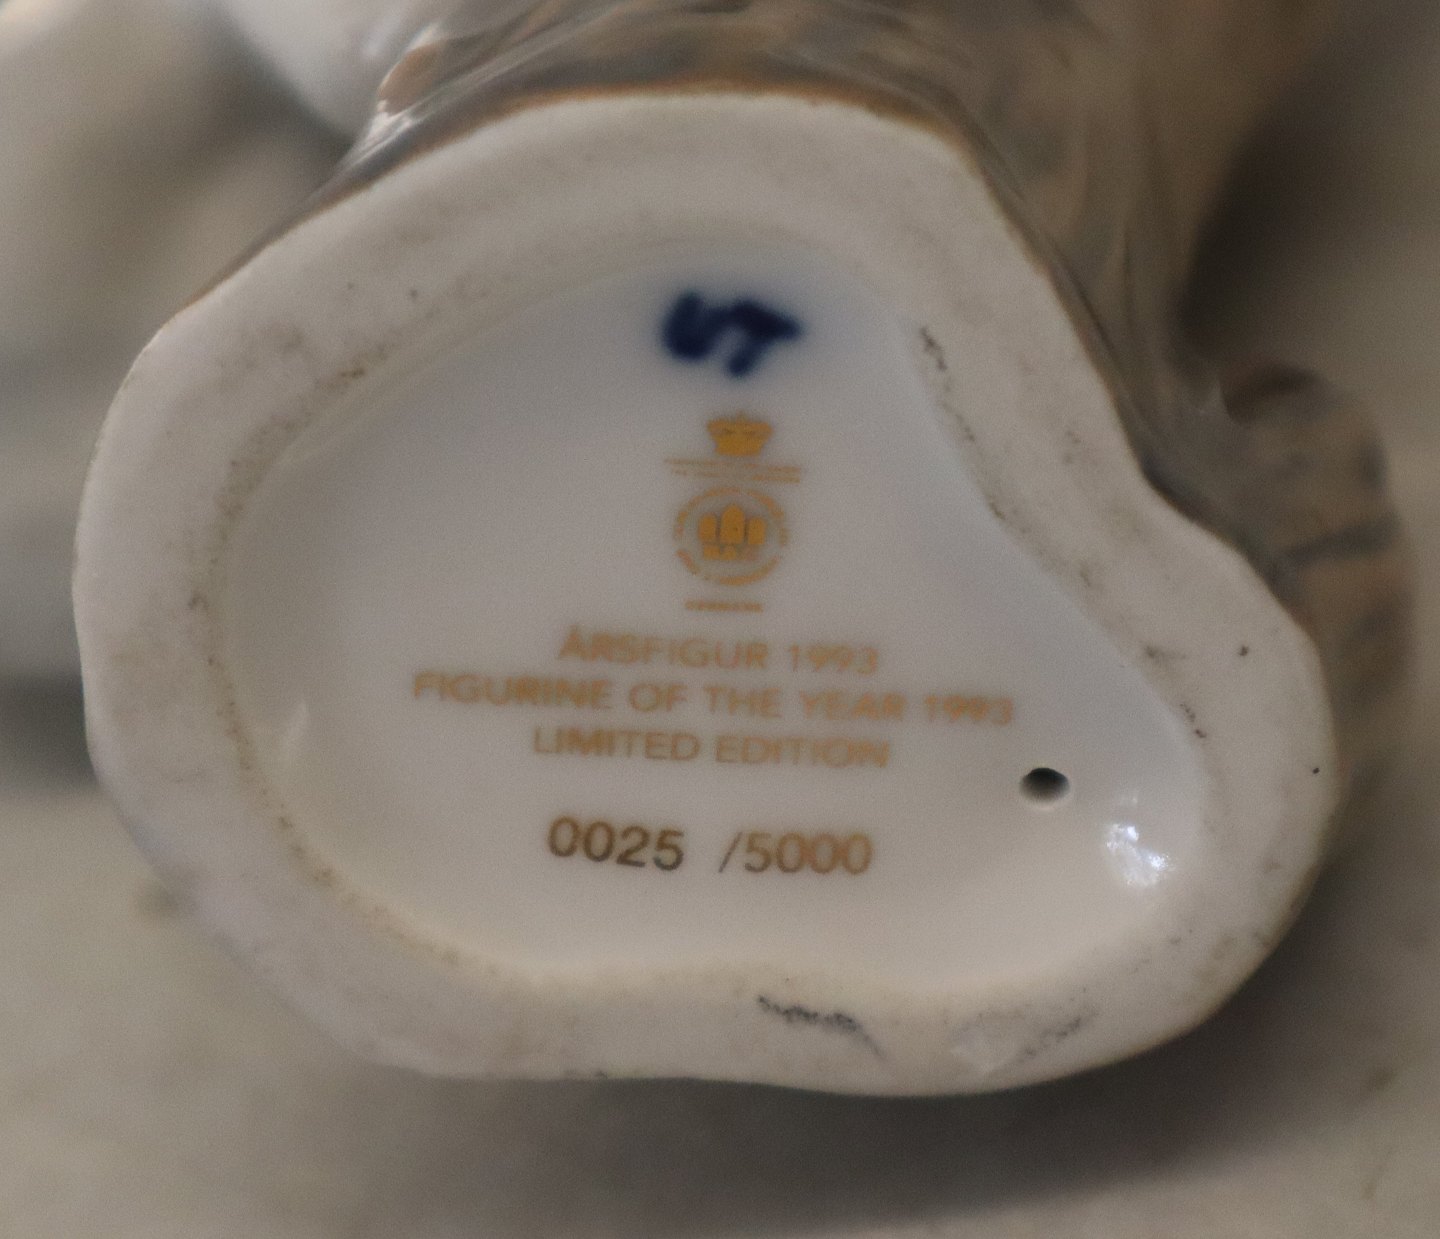 B&G
ÅRSFIGUR 1993
FIGURINE OF THE YEAR 1993
LIMITED EDITION
0025 /5000